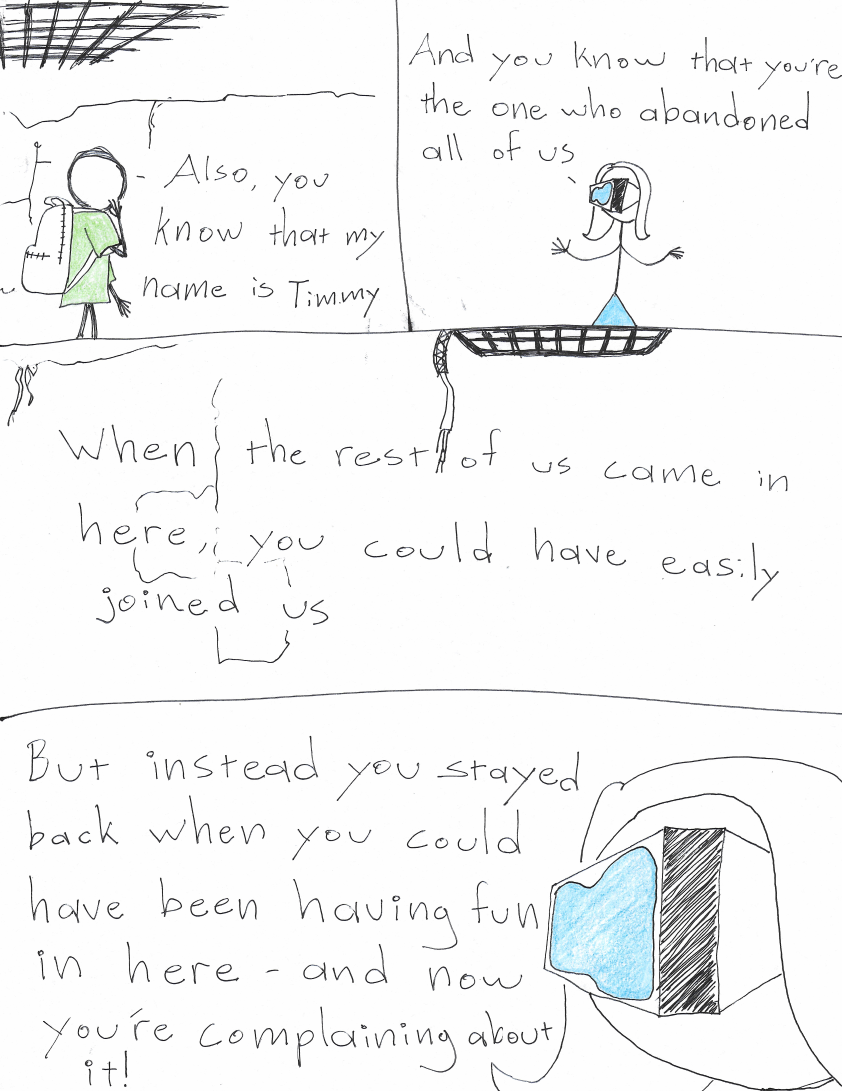 - Also, you
know that my
name is Timmy
And you know that you're
the one who abandoned
all of us
When the rest of us came in
here, you could have easily
joined us
But instead you stayed
back when you could
have been having fun
in here - and now
you're complaining about
it!